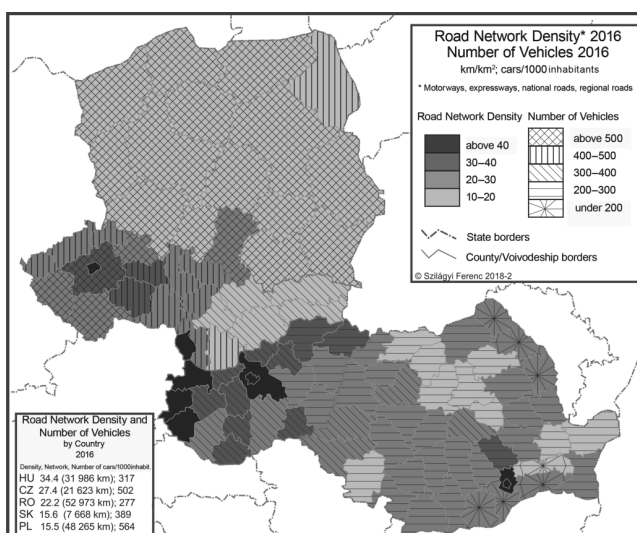 Road Network Density* 2016
Number of Vehicles 2016
km/km²; cars/1000 inhabitants
* Motorways, expressways, national roads, regional roads
Road Network Density
above 40
30–40
20–30
10–20
Number of Vehicles
above 500
400–500
300–400
200–300
under 200
State borders
County/Voivodeship borders
© Szilágyi Ferenc 2018-2
Road Network Density and
Number of Vehicles
by Country
2016
Density, Network, Number of cars/1000inhabit.
HU 34.4 (31 986 km); 317
CZ 27.4 (21 623 km); 502
RO 22.2 (52 973 km); 277
SK 15.6 (7 668 km); 389
PL 15.5 (48 265 km); 564